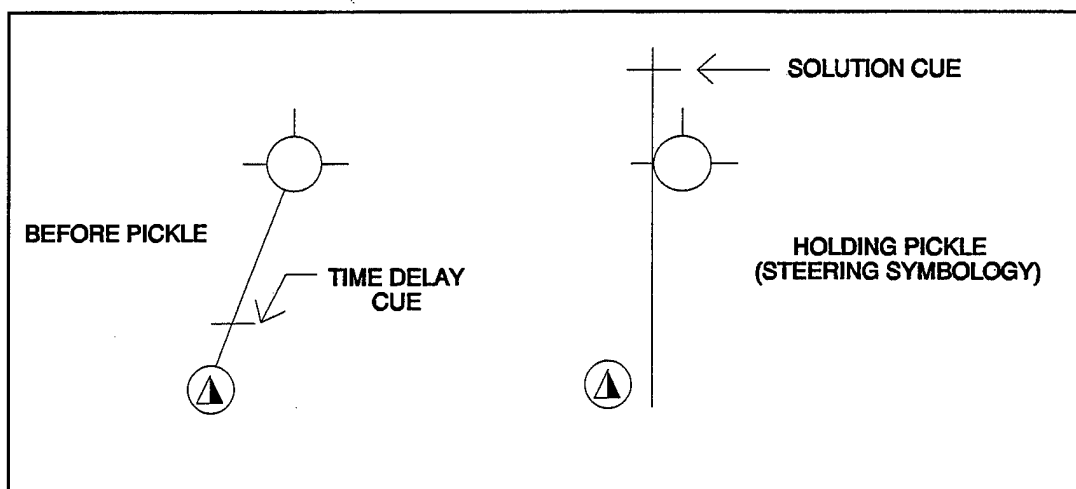 SOLUTION CUE
BEFORE PICKLE
TIME DELAY
CUE
HOLDING PICKLE
(STEERING SYMBOLOGY)